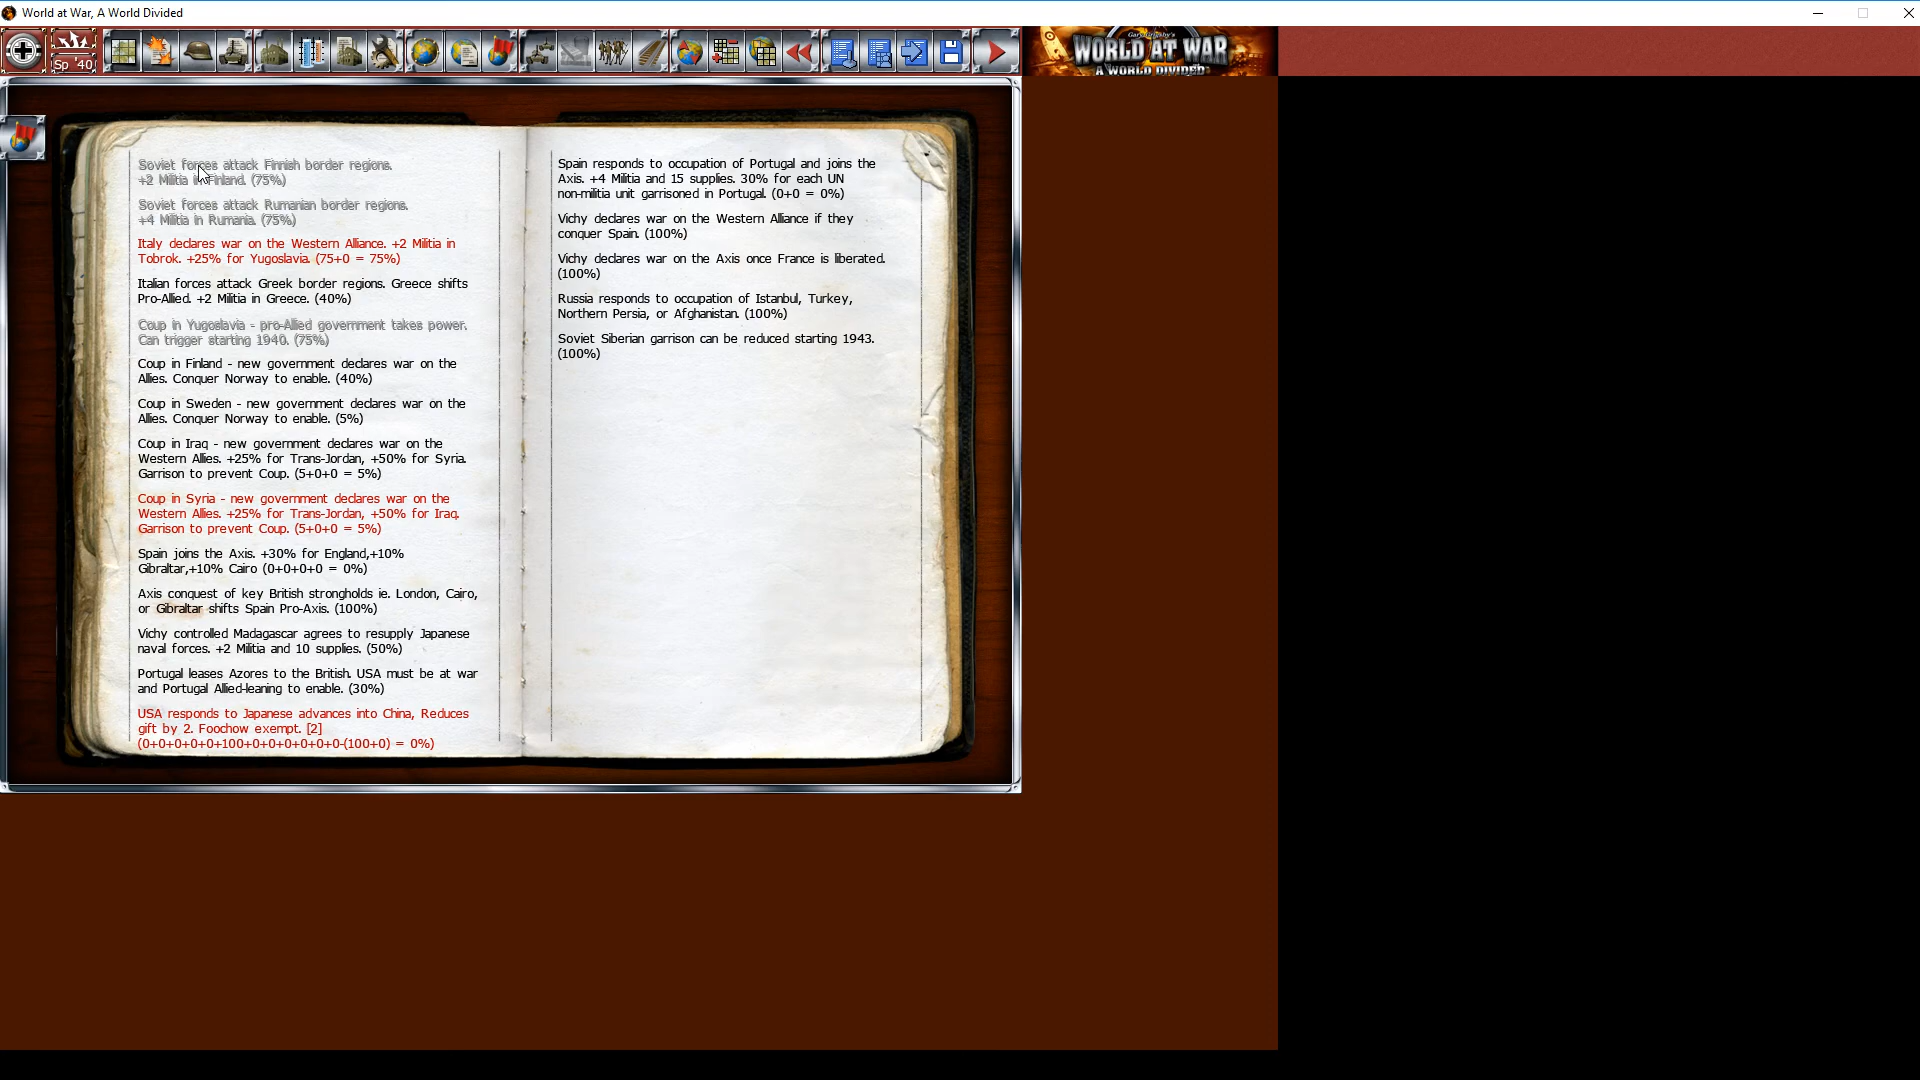 World at War, A World Divided
Sp '40
Gary Grigsby's
WORLD AT WAR
A WORLD DIVIDED
Soviet forces attack Finnish border regions.
+2 Militia in Finland. (75%)
Soviet forces attack Rumanian border regions.
+4 Militia in Rumania. (75%)
Italy declares war on the Western Alliance. +2 Militia in
Tobrok. +25% for Yugoslavia. (75+0 = 75%)
Italian forces attack Greek border regions. Greece shifts
Pro-Allied. +2 Militia in Greece. (40%)
Coup in Yugoslavia - pro-Allied government takes power.
Can trigger starting 1940. (75%)
Coup in Finland - new government declares war on the
Allies. Conquer Norway to enable. (40%)
Coup in Sweden - new government declares war on the
Allies. Conquer Norway to enable. (5%)
Coup in Iraq - new government declares war on the
Western Allies. +25% for Trans-Jordan, +50% for Syria.
Garrison to prevent Coup. (5+0+0 = 5%)
Coup in Syria - new government declares war on the
Western Allies. +25% for Trans-Jordan, +50% for Iraq.
Garrison to prevent Coup. (5+0+0 = 5%)
Spain joins the Axis. +30% for England,+10%
Gibraltar,+10% Cairo (0+0+0+0 = 0%)
Axis conquest of key British strongholds ie. London, Cairo,
or Gibraltar shifts Spain Pro-Axis. (100%)
Vichy controlled Madagascar agrees to resupply Japanese
naval forces. +2 Militia and 10 supplies. (50%)
Portugal leases Azores to the British. USA must be at war
and Portugal Allied-leaning to enable. (30%)
USA responds to Japanese advances into China, Reduces
gift by 2. Foochow exempt. [2]
(0+0+0+0+0+100+0+0+0+0+0+0-(100+0) = 0%)
Spain responds to occupation of Portugal and joins the
Axis. +4 Militia and 15 supplies. 30% for each UN
non-militia unit garrisoned in Portugal. (0+0 = 0%)
Vichy declares war on the Western Alliance if they
conquer Spain. (100%)
Vichy declares war on the Axis once France is liberated.
(100%)
Russia responds to occupation of Istanbul, Turkey,
Northern Persia, or Afghanistan. (100%)
Soviet Siberian garrison can be reduced starting 1943.
(100%)